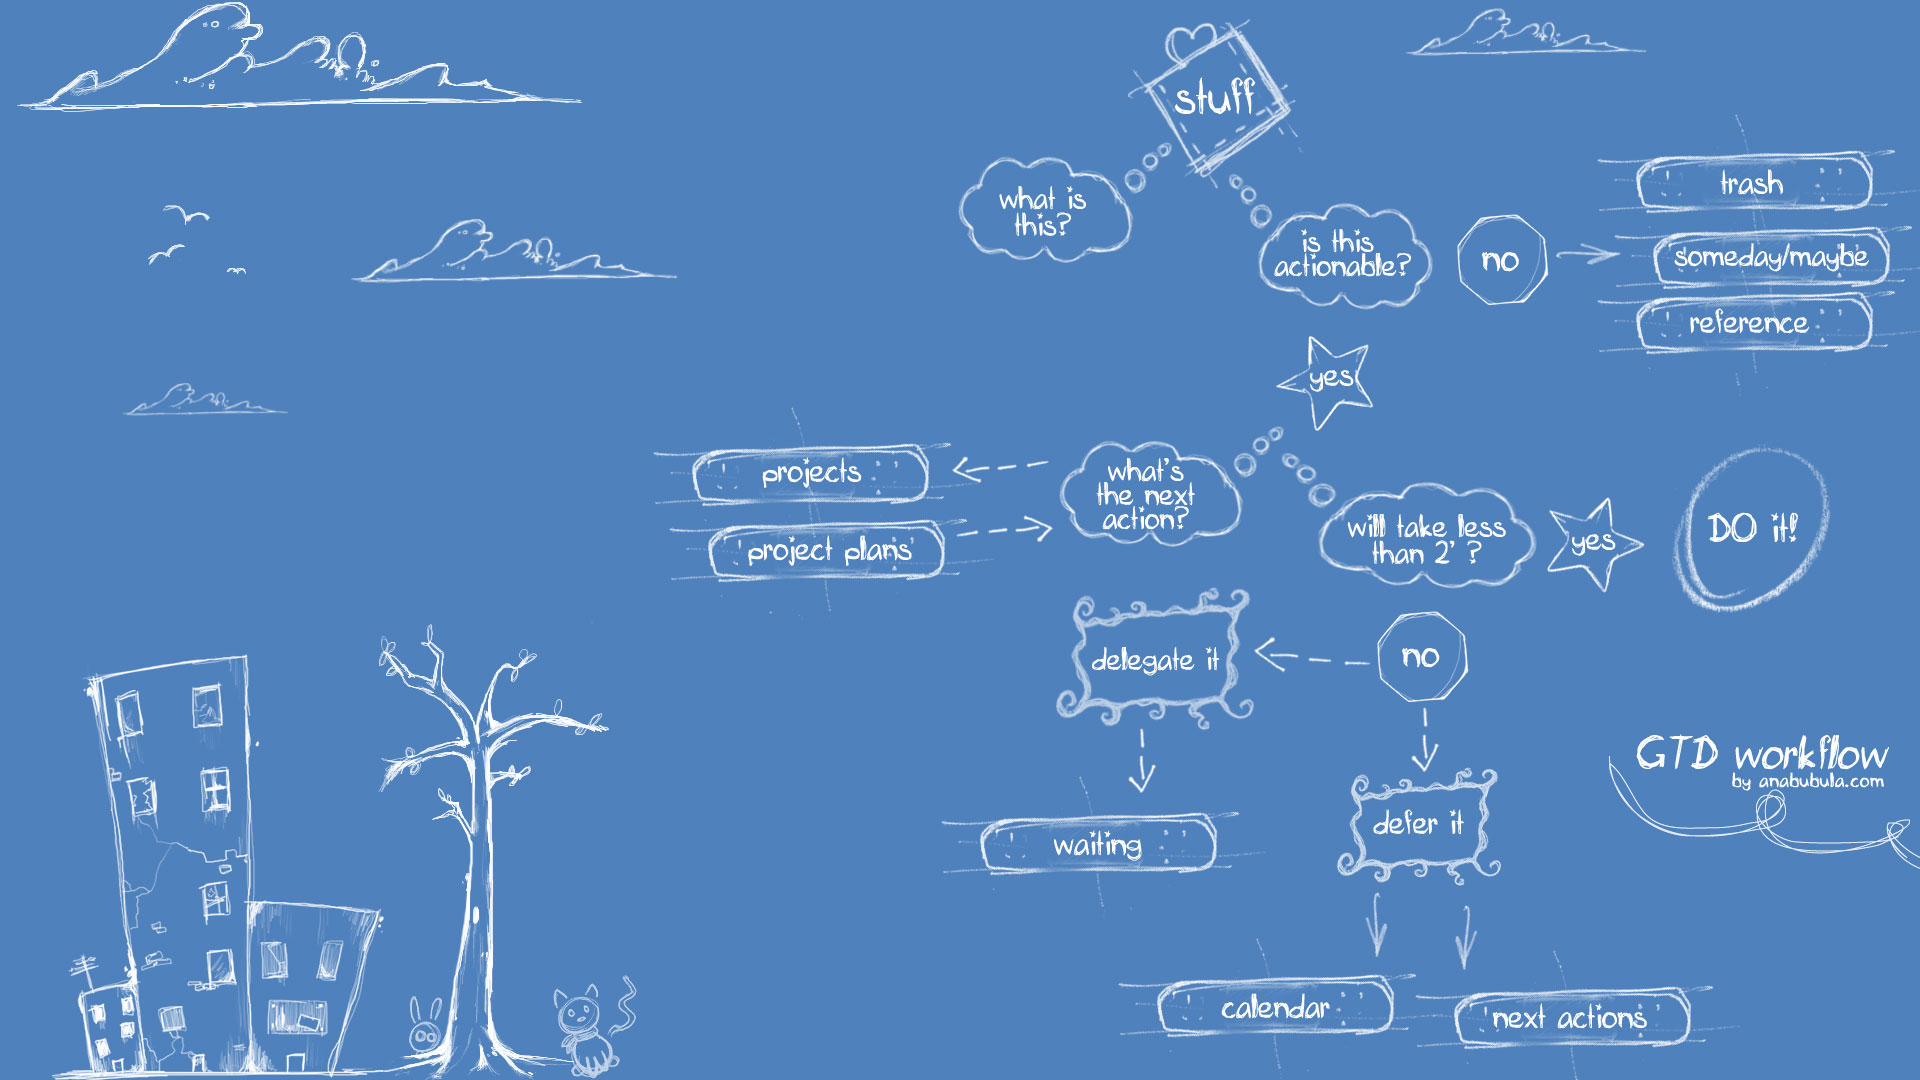 stuff
what is
this?
is this
actionable?
no
trash
someday/maybe
reference
yes
projects
project plans
what's
the next
action?
will take less
than 2' ?
yes
DO it!
delegate it
no
waiting
defer it
calendar
next actions
GTD workflow
by anabubula.com